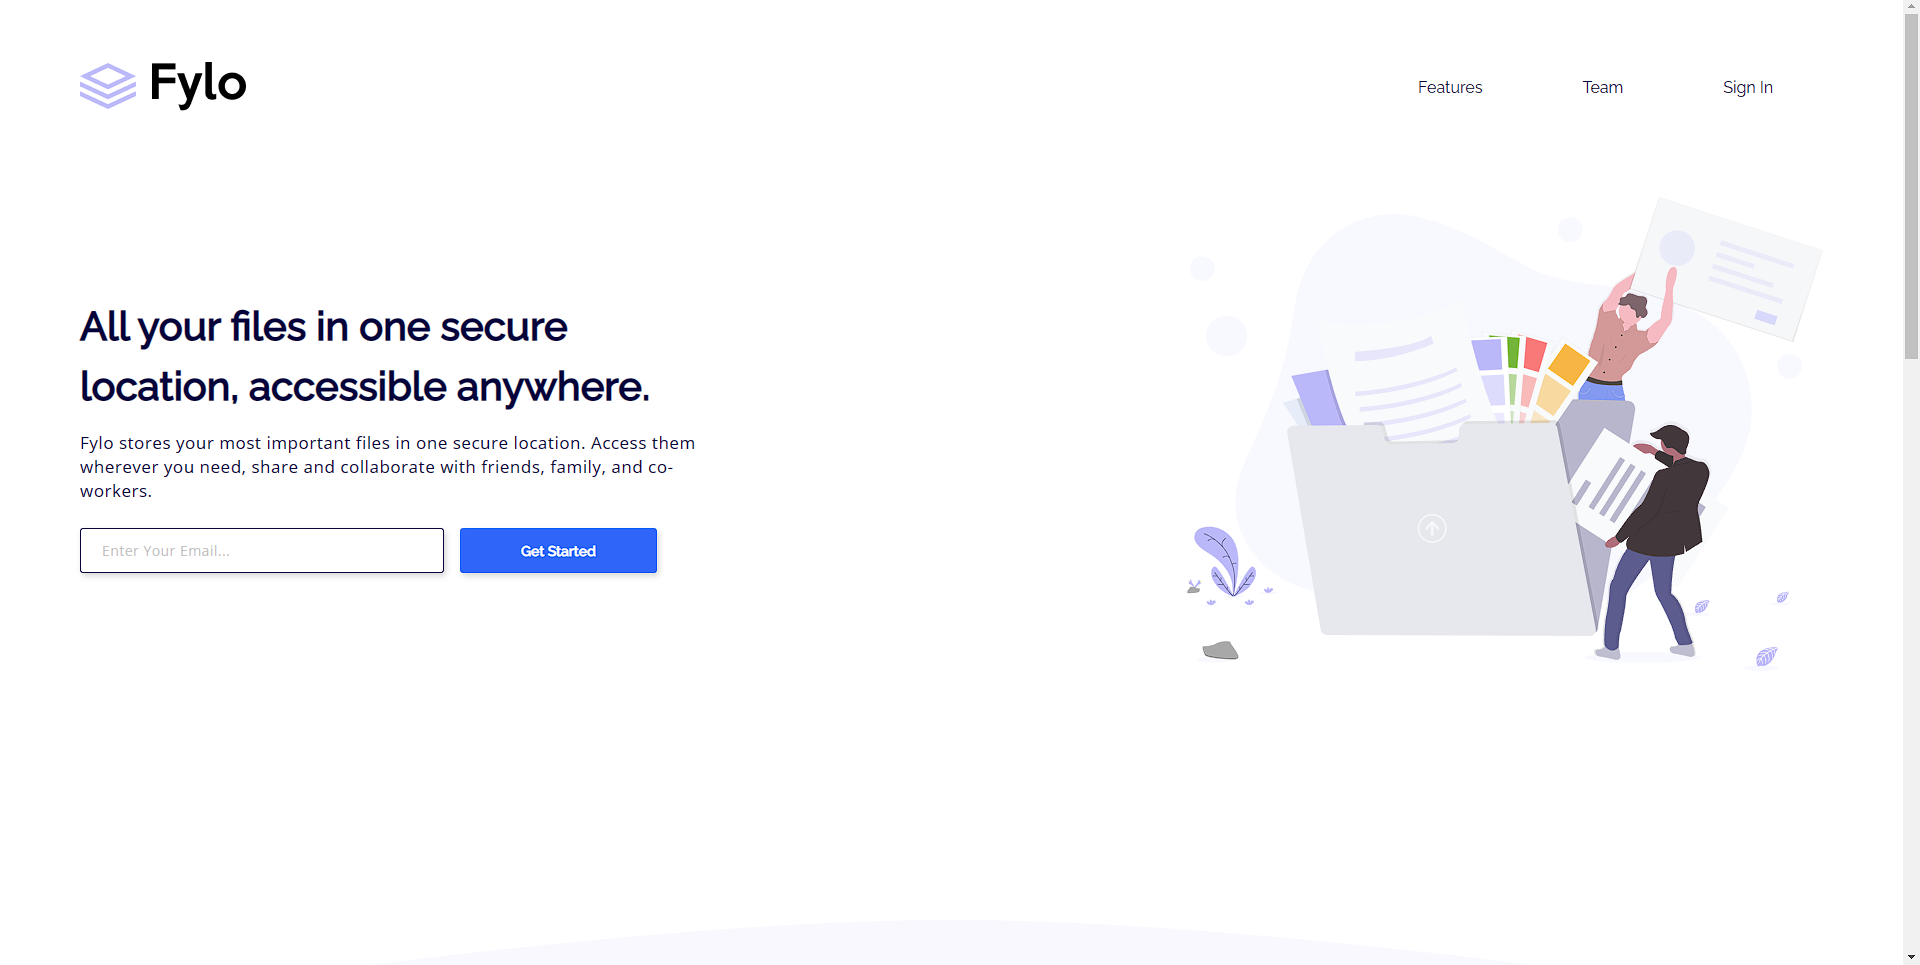 Fylo
Features
Team
Sign In
All your files in one secure
location, accessible anywhere.
Fylo stores your most important files in one secure location. Access them
wherever you need, share and collaborate with friends, family, and co-
workers.
Enter Your Email...
Get Started